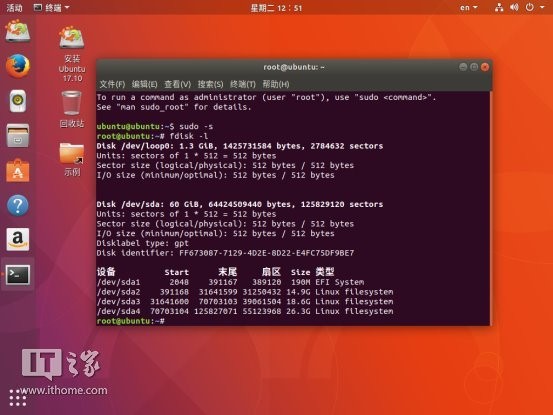 活动
终端
星期二 12：51
en
安装
Ubuntu
17.10
回收站
示例
root@ubuntu: ~
文件(F) 编辑(E) 查看(V) 搜索(S) 终端(T) 帮助(H)
To run a command as administrator (user "root"), use "sudo <command>".
See "man sudo_root" for details.
ubuntu@ubuntu:~$ sudo -s
root@ubuntu:~# fdisk -l
Disk /dev/loop0: 1.3 GiB, 1425731584 bytes, 2784632 sectors
Units: sectors of 1 * 512 = 512 bytes
Sector size (logical/physical): 512 bytes / 512 bytes
I/O size (minimum/optimal): 512 bytes / 512 bytes
Disk /dev/sda: 60 GiB, 64424509440 bytes, 125829120 sectors
Units: sectors of 1 * 512 = 512 bytes
Sector size (logical/physical): 512 bytes / 512 bytes
I/O size (minimum/optimal): 512 bytes / 512 bytes
Disklabel type: gpt
Disk identifier: FF673087-7129-4D2E-8D22-E4FC75DF9BE7
设备 Start 末尾 扇区 Size 类型
/dev/sda1 2048 391167 389120 190M EFI System
/dev/sda2 391168 31641599 31250432 14.9G Linux filesystem
/dev/sda3 31641600 70703103 39061504 18.6G Linux filesystem
/dev/sda4 70703104 125827071 55123968 26.3G Linux filesystem
root@ubuntu:~#
IT之家
www.ithome.com